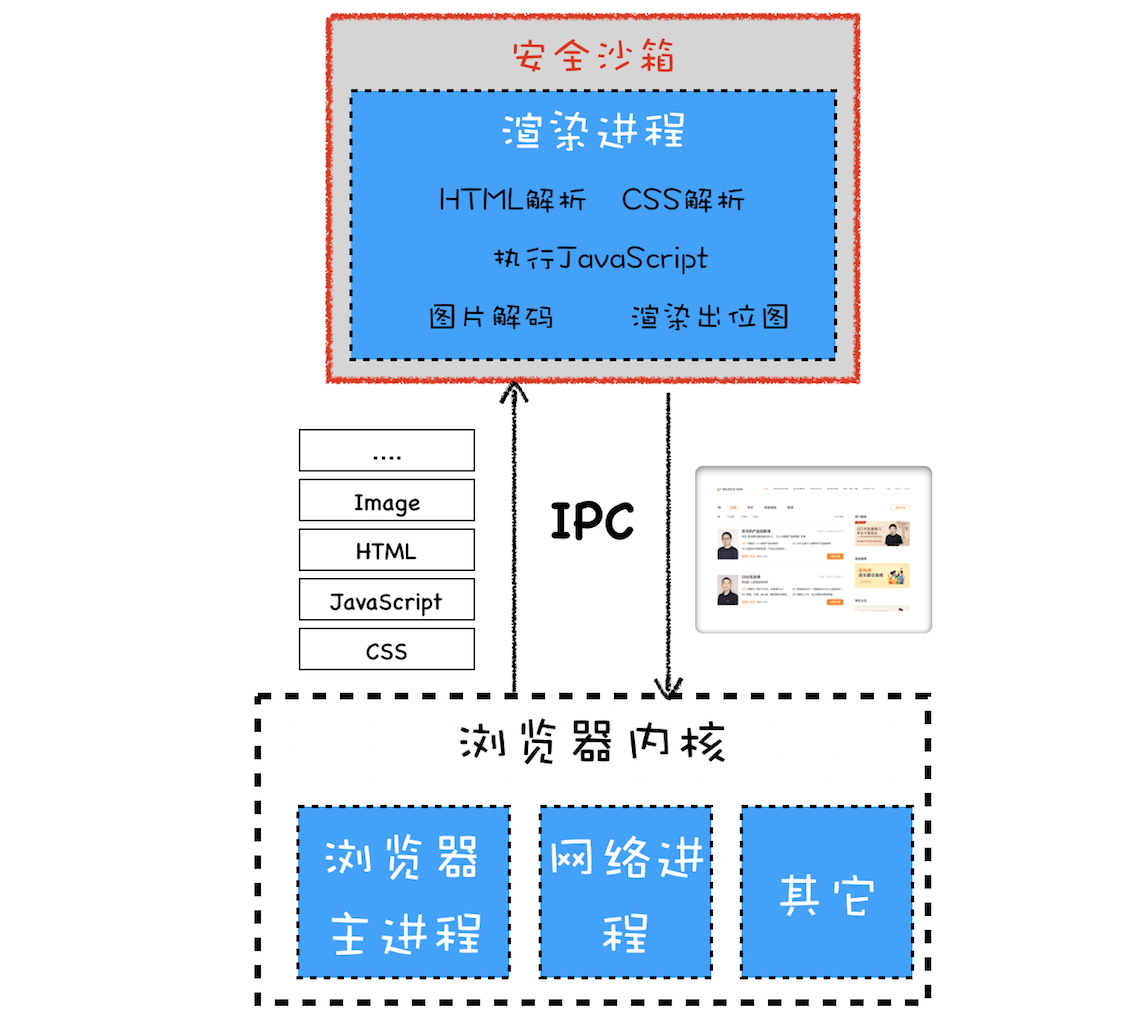 安全沙箱
渲染进程
HTML解析 CSS解析
执行JavaScript
图片解码 渲染出位图
....
Image
HTML
JavaScript
CSS
IPC
浏览器内核
浏览器
主进程
网络进
程
其它